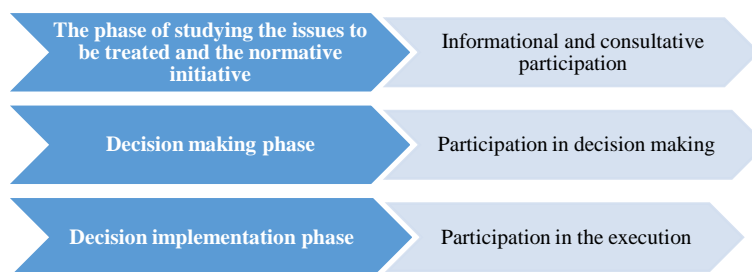 The phase of studying the issues to
be treated and the normative
initiative
Informational and consultative
participation
Decision making phase
Participation in decision making
Decision implementation phase
Participation in the execution